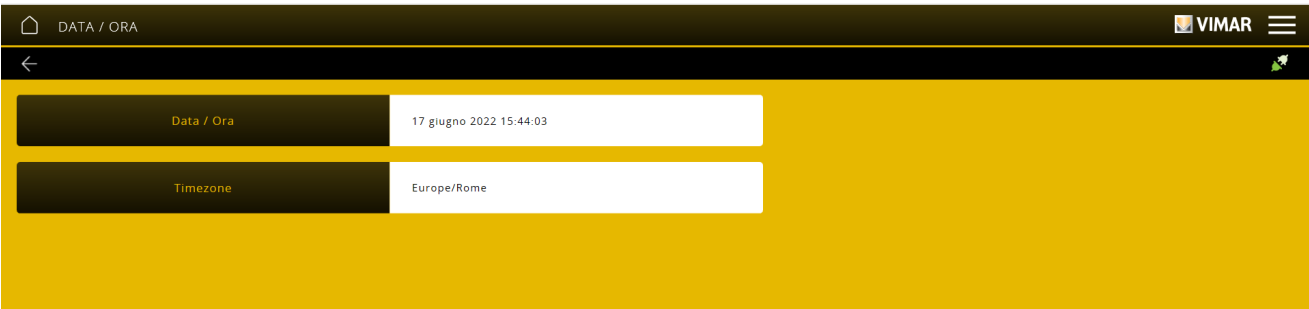 DATA / ORA
VIMAR
Data / Ora
17 giugno 2022 15:44:03
Timezone
Europe/Rome